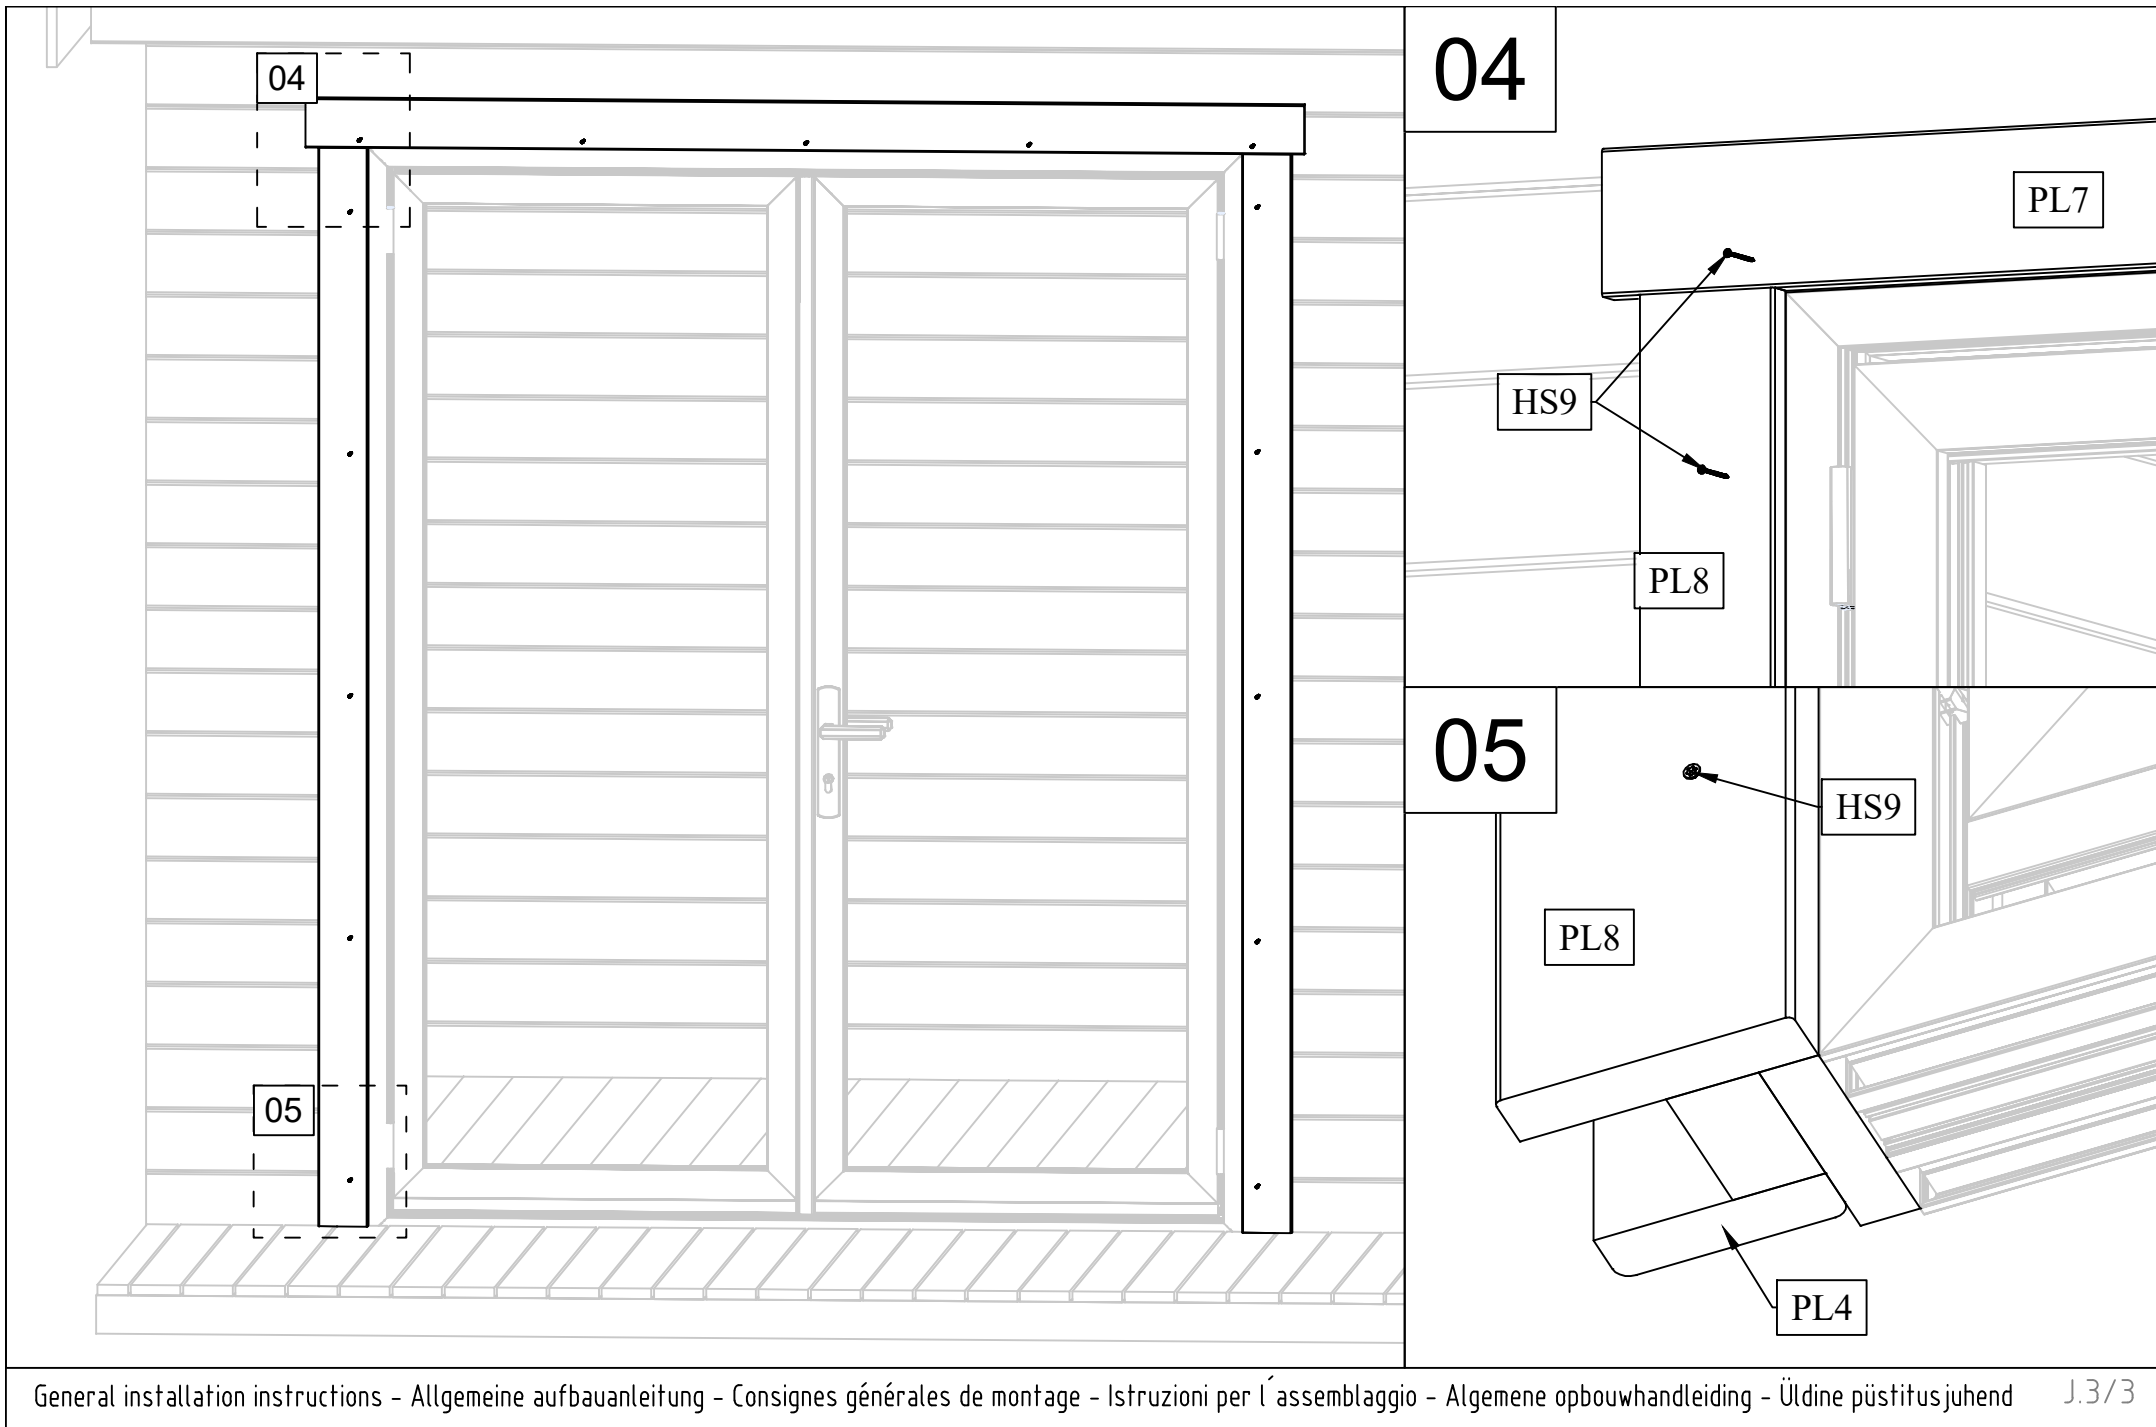 04
05
04
PL7
HS9
PL8
05
HS9
PL8
PL4
General installation instructions - Allgemeine aufbauanleitung - Consignes générales de montage - Istruzioni per l´assemblaggio - Algemene opbouwhandleiding - Üldine püstitusjuhend J.3/3